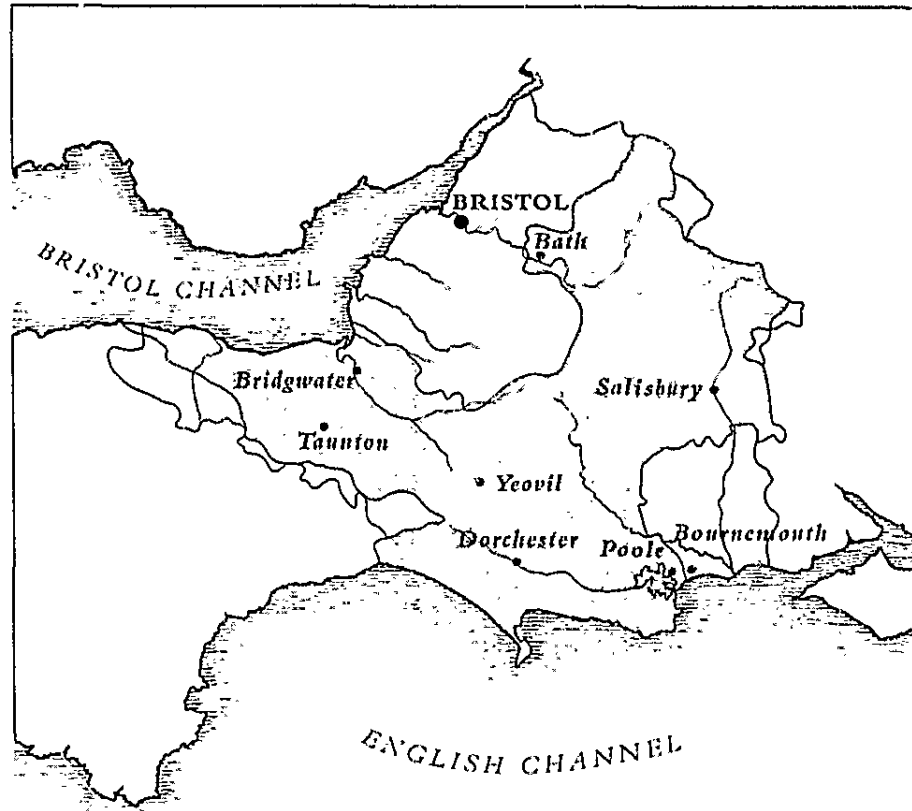 BRISTOL
Bath
BRISTOL CHANNEL
Bridgwater
Salisbury
Taunton
Yeovil
Dorchester
Poole
Bournemouth
ENGLISH CHANNEL